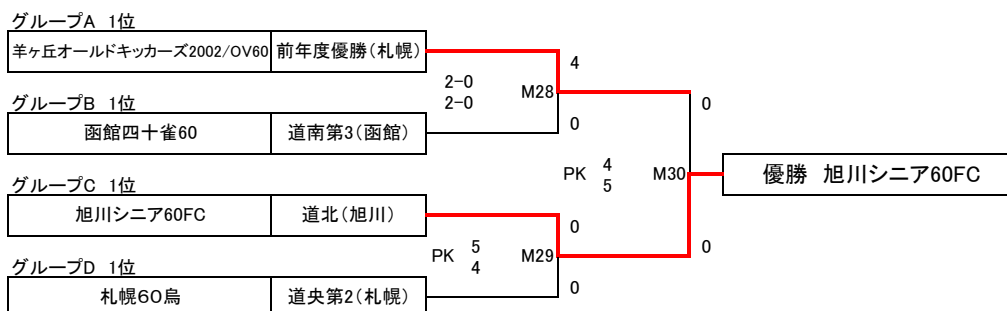 グループA 1位
羊ヶ丘オールドキッカーズ2002/OV60 前年度優勝(札幌)
4
2-0
2-0
M28
グループB 1位
0
0
函館四十雀60 道南第3(函館)
PK 4
5
M30
優勝 旭川シニア60FC
グループC 1位
旭川シニア60FC 道北(旭川)
0
0
PK 5
4
M29
グループD 1位
0
札幌60烏 道央第2(札幌)